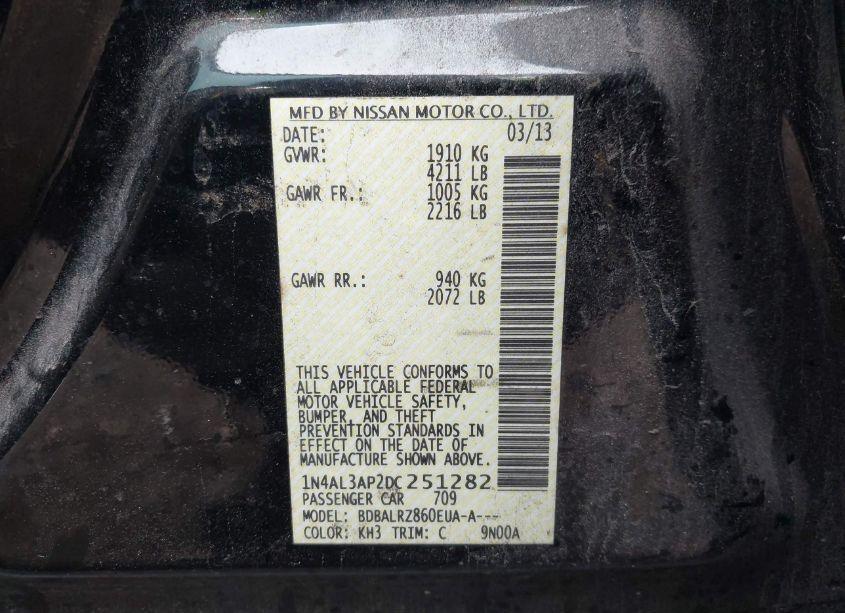 MFD BY NISSAN MOTOR CO., LTD.
DATE: 03/13
GVWR: 1910 KG
4211 LB
GAWR FR.: 1005 KG
2216 LB
GAWR RR.: 940 KG
2072 LB
THIS VEHICLE CONFORMS TO
ALL APPLICABLE FEDERAL
MOTOR VEHICLE SAFETY,
BUMPER, AND THEFT
PREVENTION STANDARDS IN
EFFECT ON THE DATE OF
MANUFACTURE SHOWN ABOVE.
1N4AL3AP2DC251282
PASSENGER CAR 709
MODEL: BDBALRZ860EUA-A---
COLOR: KH3 TRIM: C 9N00A